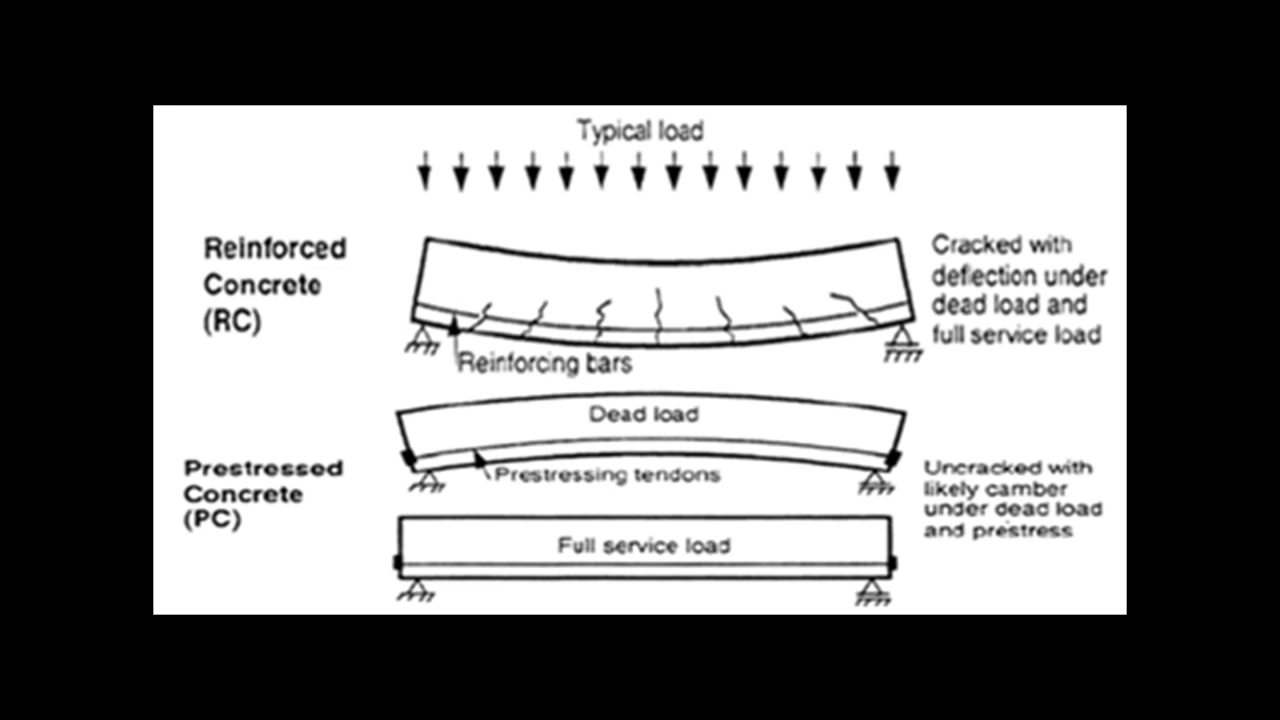 Typical load
Reinforced
Concrete
(RC)
Cracked with
deflection under
dead load and
full service load
Reinforcing bars
Dead load
Prestressing tendons
Prestressed
Concrete
(PC)
Uncracked with
likely camber
under dead load
and prestress
Full service load